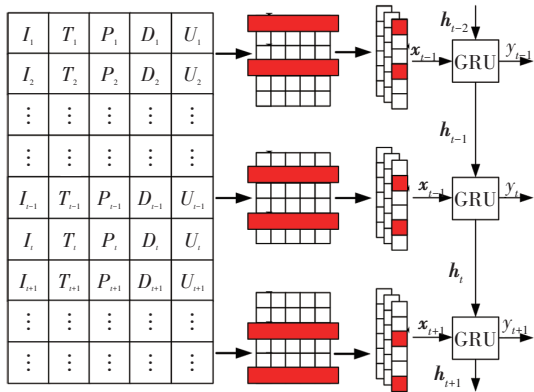 I₁ T₁ P₁ D₁ U₁
I₂ T₂ P₂ D₂ U₂
⋮ ⋮ ⋮ ⋮ ⋮
⋮ ⋮ ⋮ ⋮ ⋮
Iₜ₋₁ Tₜ₋₁ Pₜ₋₁ Dₜ₋₁ Uₜ₋₁
Iₜ Tₜ Pₜ Dₜ Uₜ
Iₜ₊₁ Tₜ₊₁ Pₜ₊₁ Dₜ₊₁ Uₜ₊₁
⋮ ⋮ ⋮ ⋮ ⋮
⋮ ⋮ ⋮ ⋮ ⋮
hₜ₋₂
xₜ₋₁ GRU yₜ₋₁
hₜ₋₁
xₜ₋₁ GRU yₜ
hₜ
xₜ₊₁ GRU yₜ₊₁
hₜ₊₁